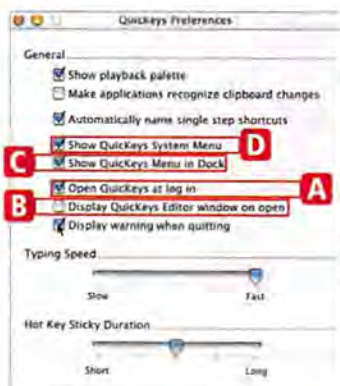 QuicKeys Preferences
General
Show playback palette
Make applications recognize clipboard changes
Automatically name single step shortcuts
Show QuicKeys System Menu D
C Show QuicKeys Menu in Dock
Open QuicKeys at log in A
B Display QuicKeys Editor window on open
Display warning when quitting
Typing Speed
Slow Fast
Hot Key Sticky Duration
Short Long